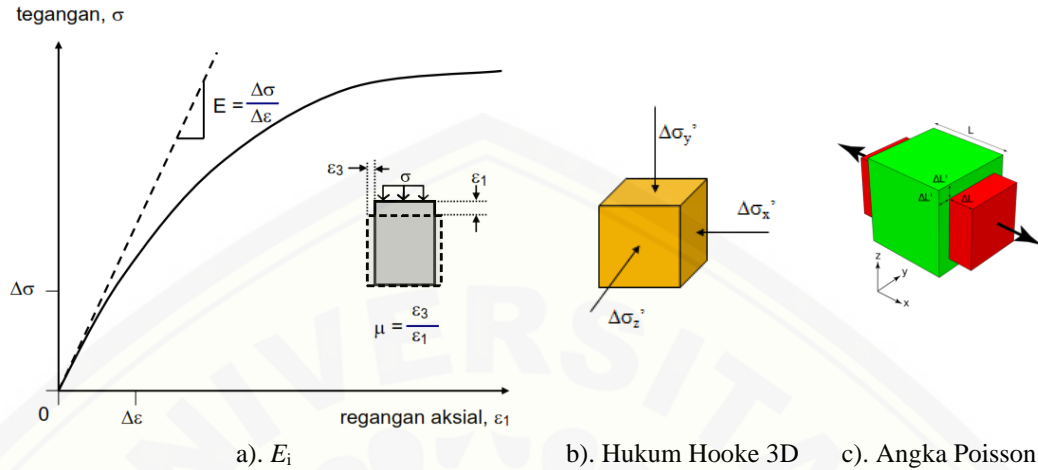 tegangan, σ
E = Δσ/Δε
ε₃
σ
ε₁
μ = ε₃/ε₁
Δσ
0
Δε
regangan aksial, ε₁
Δσy'
Δσx'
Δσz'
L
ΔL'
ΔL'
ΔL
z
y
x
a). Ei
b). Hukum Hooke 3D
c). Angka Poisson
UNIVERSITA